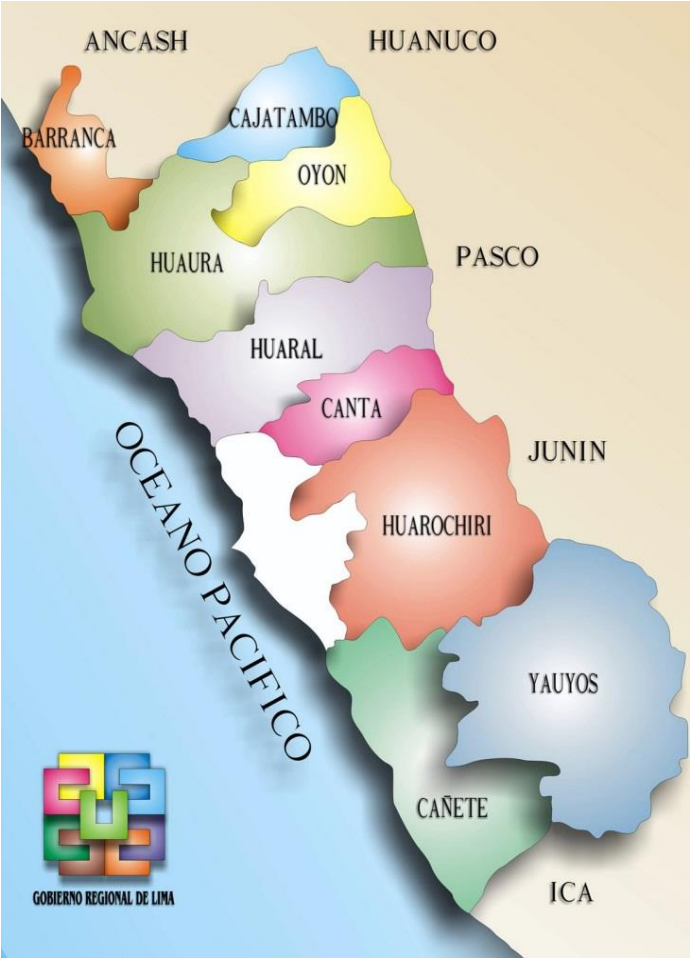 ANCASH
HUANUCO
CAJATAMBO
BARRANCA
OYON
HUAURA
PASCO
HUARAL
CANTA
JUNIN
OCEANO PACIFICO
HUAROCHIRI
YAUYOS
CAÑETE
ICA
GOBIERNO REGIONAL DE LIMA